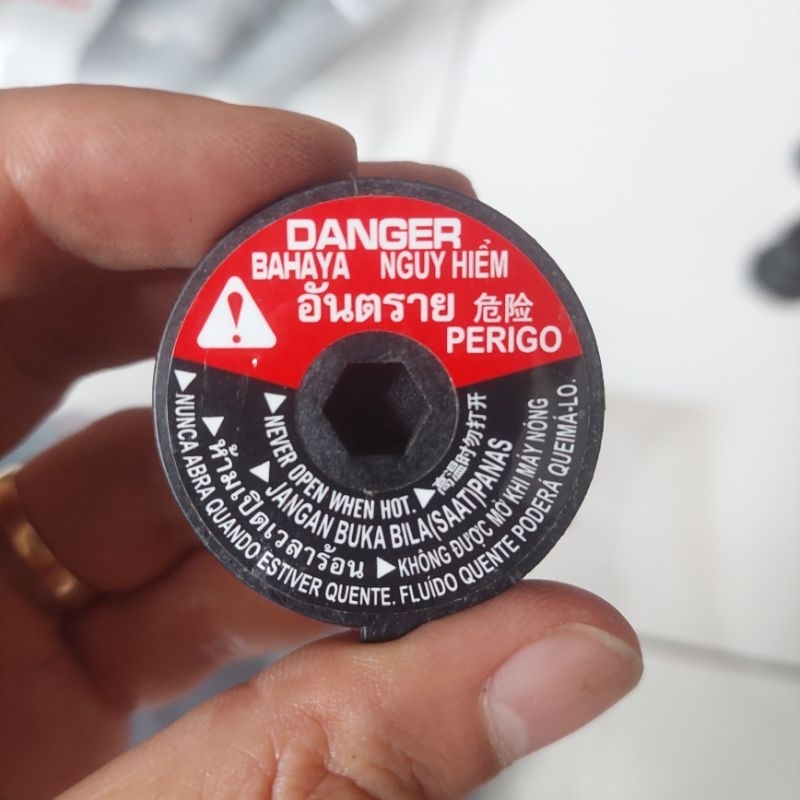 DANGER
BAHAYA NGUY HIỂM
อันตราย 危险
PERIGO
NEVER OPEN WHEN HOT.
高温时勿打开
JANGAN BUKA BILA(SAAT)PANAS
ห้ามเปิดเวลาร้อน
KHÔNG ĐƯỢC MỞ KHI MÁY NÓNG
NUNCA ABRA QUANDO ESTIVER QUENTE. FLUÍDO QUENTE PODERÁ QUEIMÁ-LO.